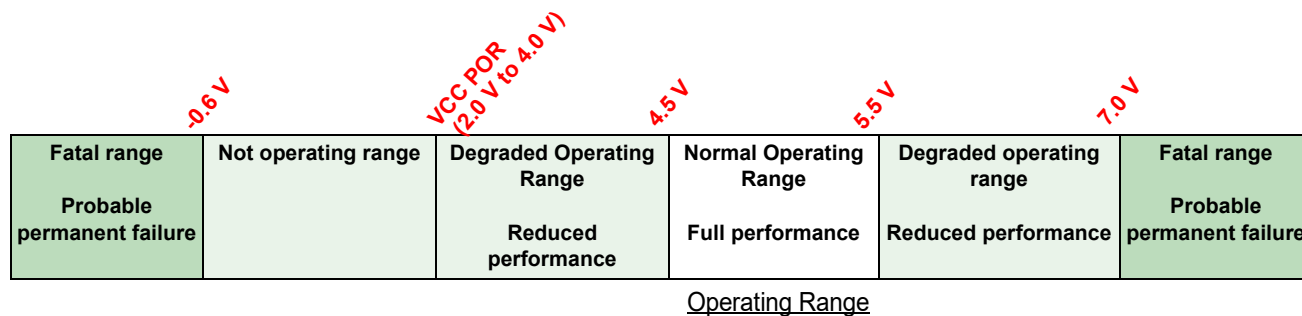 -0.6 V
VCC POR
(2.0 V to 4.0 V)
4.5 V
5.5 V
7.0 V
Fatal range
Probable
permanent failure
Not operating range
Degraded Operating
Range
Reduced
performance
Normal Operating
Range
Full performance
Degraded operating
range
Reduced performance
Fatal range
Probable
permanent failure
Operating Range